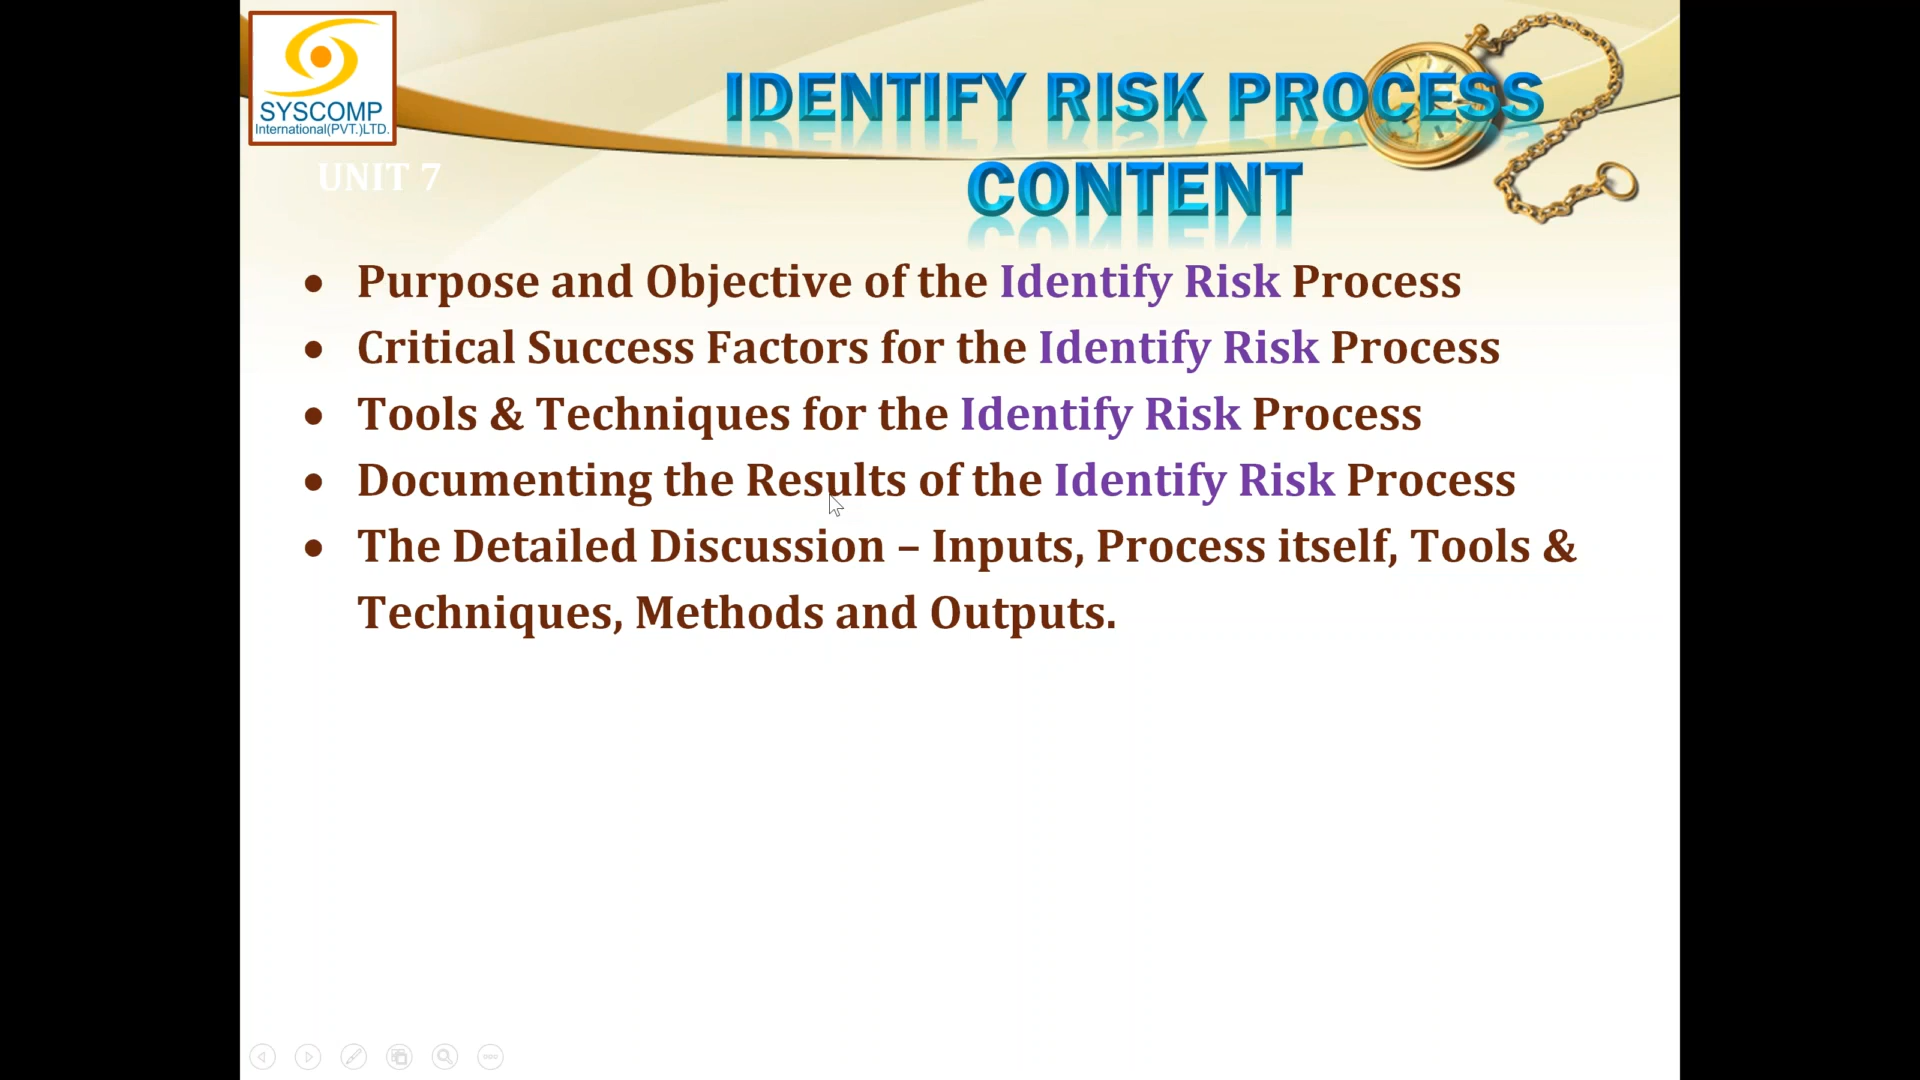 SYSCOMP
International(PVT.)LTD.
UNIT 7
IDENTIFY RISK PROCESS
CONTENT
• Purpose and Objective of the Identify Risk Process
• Critical Success Factors for the Identify Risk Process
• Tools & Techniques for the Identify Risk Process
• Documenting the Results of the Identify Risk Process
• The Detailed Discussion – Inputs, Process itself, Tools &
Techniques, Methods and Outputs.